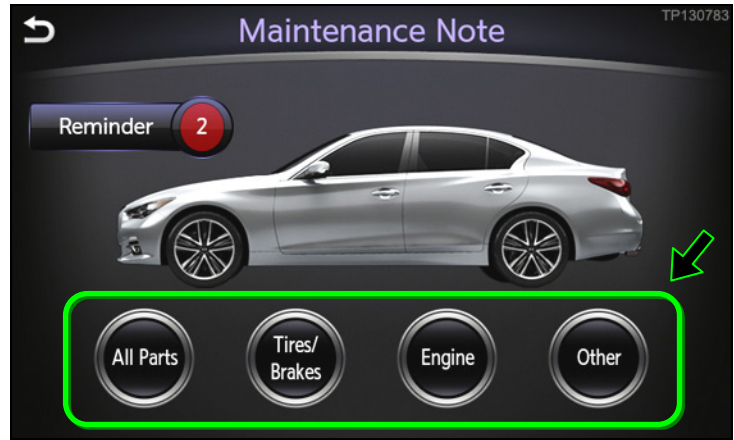 TP130783
Maintenance Note
Reminder
2
All Parts
Tires/
Brakes
Engine
Other